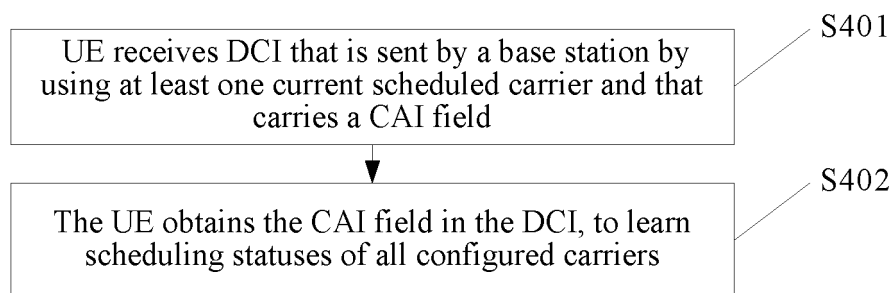 S401
UE receives DCI that is sent by a base station by
using at least one current scheduled carrier and that
carries a CAI field
S402
The UE obtains the CAI field in the DCI, to learn
scheduling statuses of all configured carriers